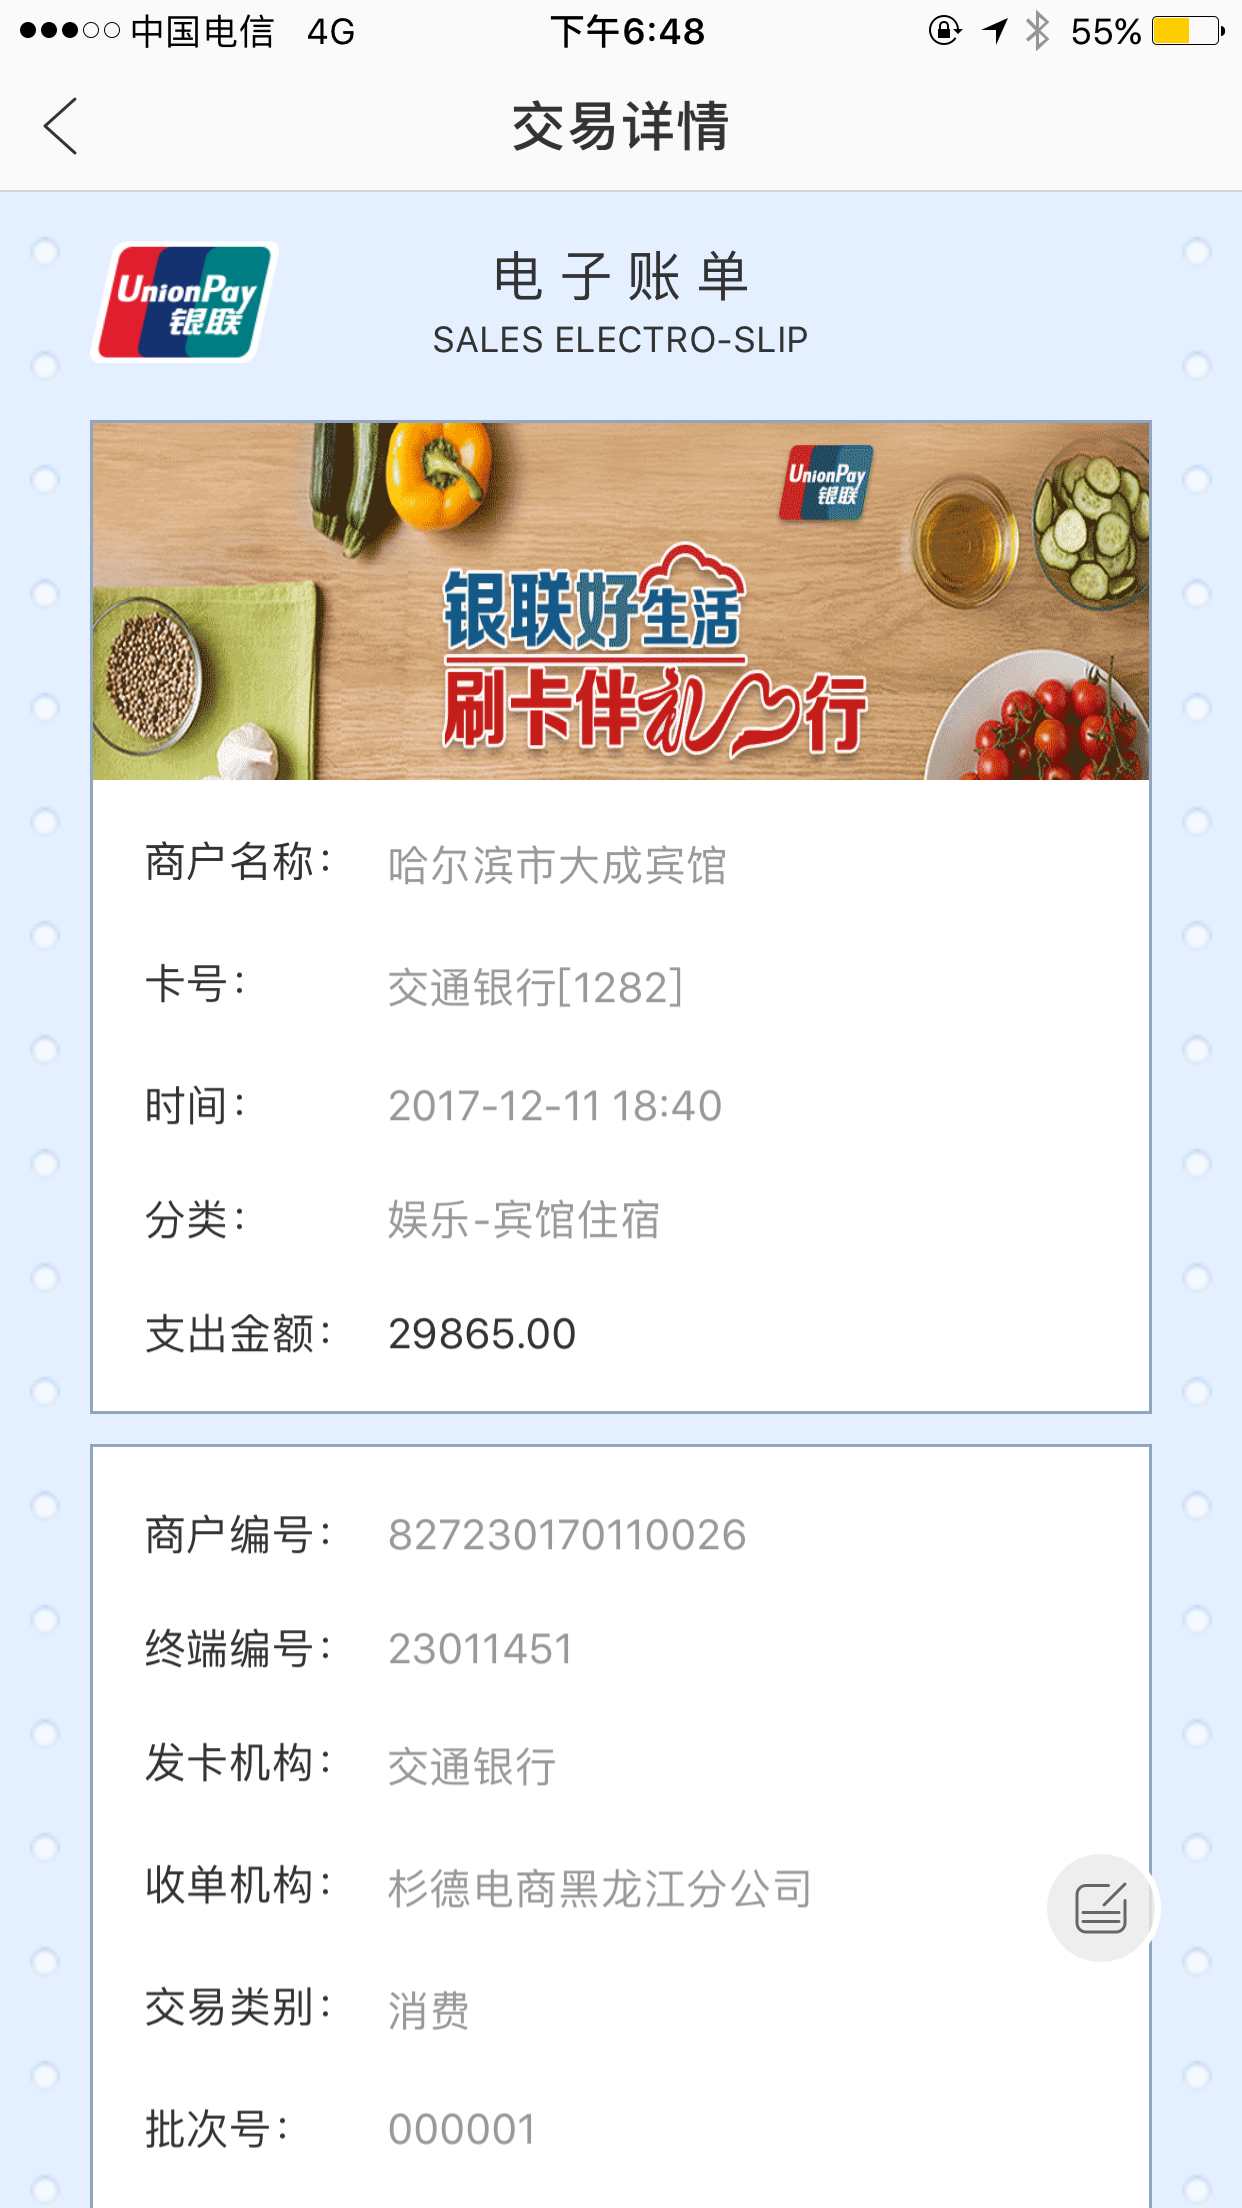 中国电信 4G 下午6:48 55%
交易详情
UnionPay
银联
电子账单
SALES ELECTRO-SLIP
UnionPay
银联
银联好生活
刷卡伴礼行
商户名称： 哈尔滨市大成宾馆
卡号： 交通银行[1282]
时间： 2017-12-11 18:40
分类： 娱乐-宾馆住宿
支出金额： 29865.00
商户编号： 827230170110026
终端编号： 23011451
发卡机构： 交通银行
收单机构： 杉德电商黑龙江分公司
交易类别： 消费
批次号： 000001